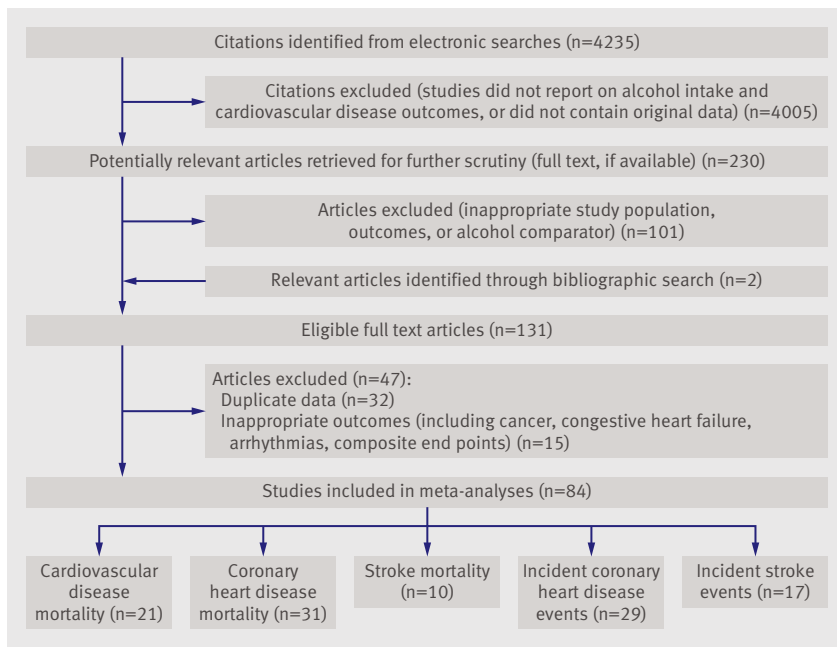 Citations identified from electronic searches (n=4235)
Citations excluded (studies did not report on alcohol intake and
cardiovascular disease outcomes, or did not contain original data) (n=4005)
Potentially relevant articles retrieved for further scrutiny (full text, if available) (n=230)
Articles excluded (inappropriate study population,
outcomes, or alcohol comparator) (n=101)
Relevant articles identified through bibliographic search (n=2)
Eligible full text articles (n=131)
Articles excluded (n=47):
Duplicate data (n=32)
Inappropriate outcomes (including cancer, congestive heart failure,
arrhythmias, composite end points) (n=15)
Studies included in meta-analyses (n=84)
Cardiovascular
disease
mortality (n=21)
Coronary
heart disease
mortality (n=31)
Stroke mortality
(n=10)
Incident coronary
heart disease
events (n=29)
Incident stroke
events (n=17)